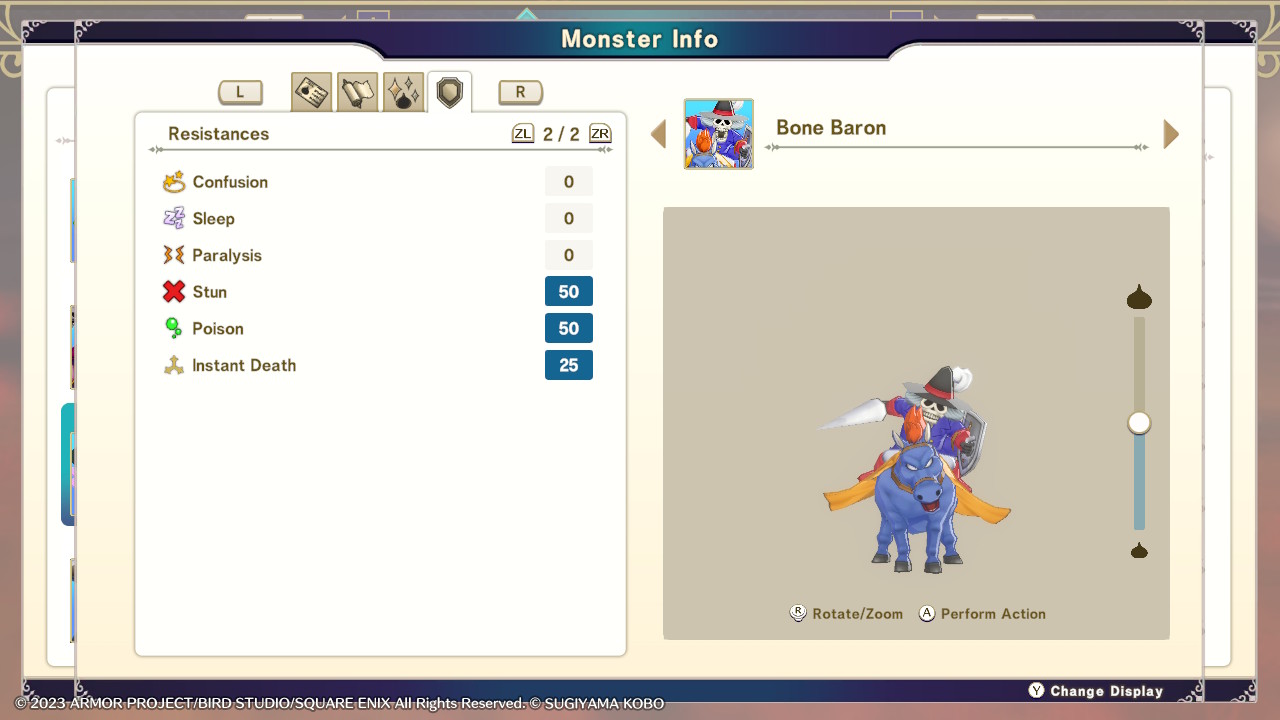 Monster Info
L
R
Resistances
ZL 2 / 2 ZR
Confusion 0
Sleep 0
Paralysis 0
Stun 50
Poison 50
Instant Death 25
Bone Baron
R Rotate/Zoom A Perform Action
Y Change Display
© 2023 ARMOR PROJECT/BIRD STUDIO/SQUARE ENIX All Rights Reserved. © SUGIYAMA KOBO